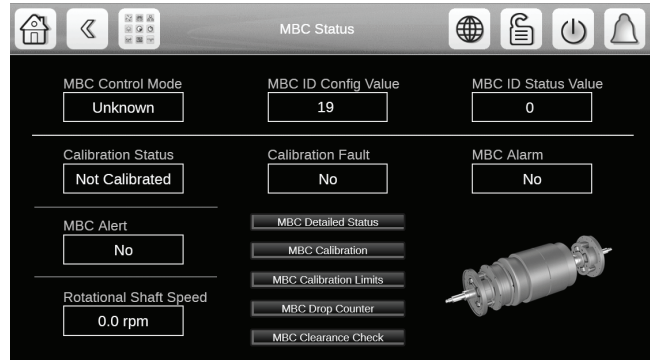 MBC Status
MBC Control Mode
Unknown
MBC ID Config Value
19
MBC ID Status Value
0
Calibration Status
Not Calibrated
Calibration Fault
No
MBC Alarm
No
MBC Alert
No
MBC Detailed Status
MBC Calibration
MBC Calibration Limits
MBC Drop Counter
MBC Clearance Check
Rotational Shaft Speed
0.0 rpm